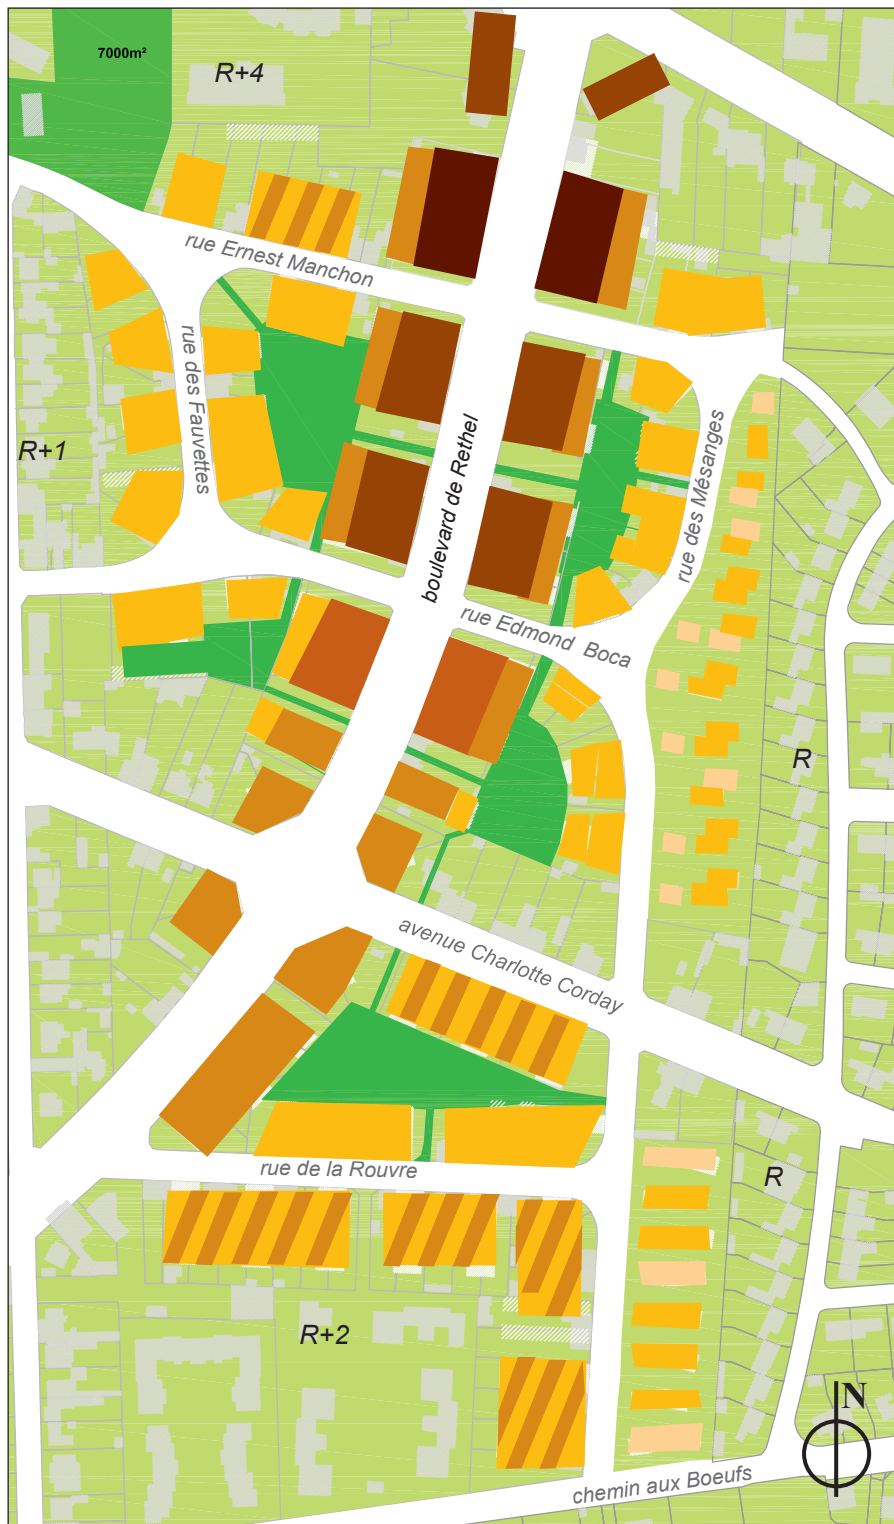 7000m²
R+4
rue Ernest Manchon
rue des Fauvettes
R+1
boulevard de Rethel
rue des Mésanges
rue Edmond Boca
R
avenue Charlotte Corday
rue de la Rouvre
R
R+2
N
chemin aux Boeufs